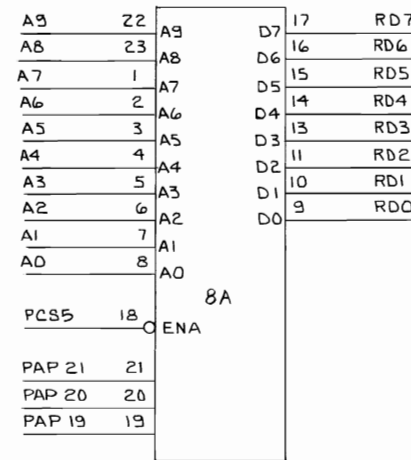 A9 22 A9 D7 17 RD7
A8 23 A8 D6 16 RD6
A7 1 A7 D5 15 RD5
A6 2 A6 D4 14 RD4
A5 3 A5 D3 13 RD3
A4 4 A4 D2 11 RD2
A3 5 A3 D1 10 RD1
A2 6 A2 D0 9 RD0
A1 7 A1
A0 8 A0
8A
PCS5 18 ENA
PAP 21 21
PAP 20 20
PAP 19 19